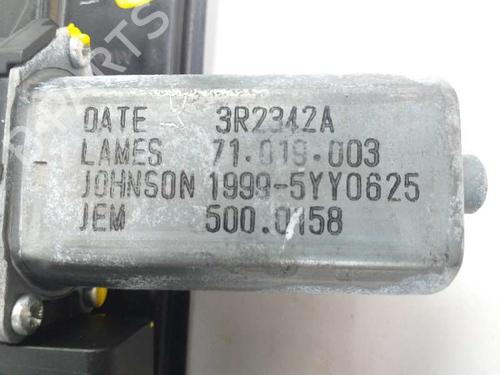 DATE 3R2342A
LAMES 71.019.003
JOHNSON 1999-5YY0625
JEM 500.0158